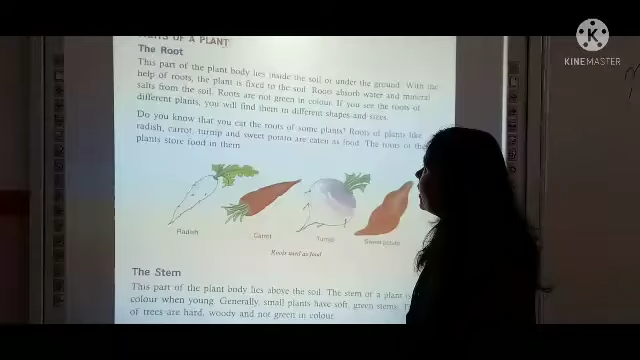 PARTS OF A PLANT
The Root
This part of the plant body lies inside the soil or under the ground. With the
help of roots, the plant is fixed to the soil. Roots absorb water and mineral
salts from the soil. Roots are not green in colour. If you see the roots of
different plants, you will find them in different shapes and sizes.
Do you know that you eat the roots of some plants? Roots of plants like
radish, carrot, turnip and sweet potato are eaten as food. The roots of
plants store food in them
Radish
Carrot
Turnip
Sweet potato
Roots used as food
The Stem
This part of the plant body lies above the soil. The stem of a plant is
colour when young. Generally, small plants have soft, green stems.
of trees are hard, woody and not green in colour.
K
KINEMASTER